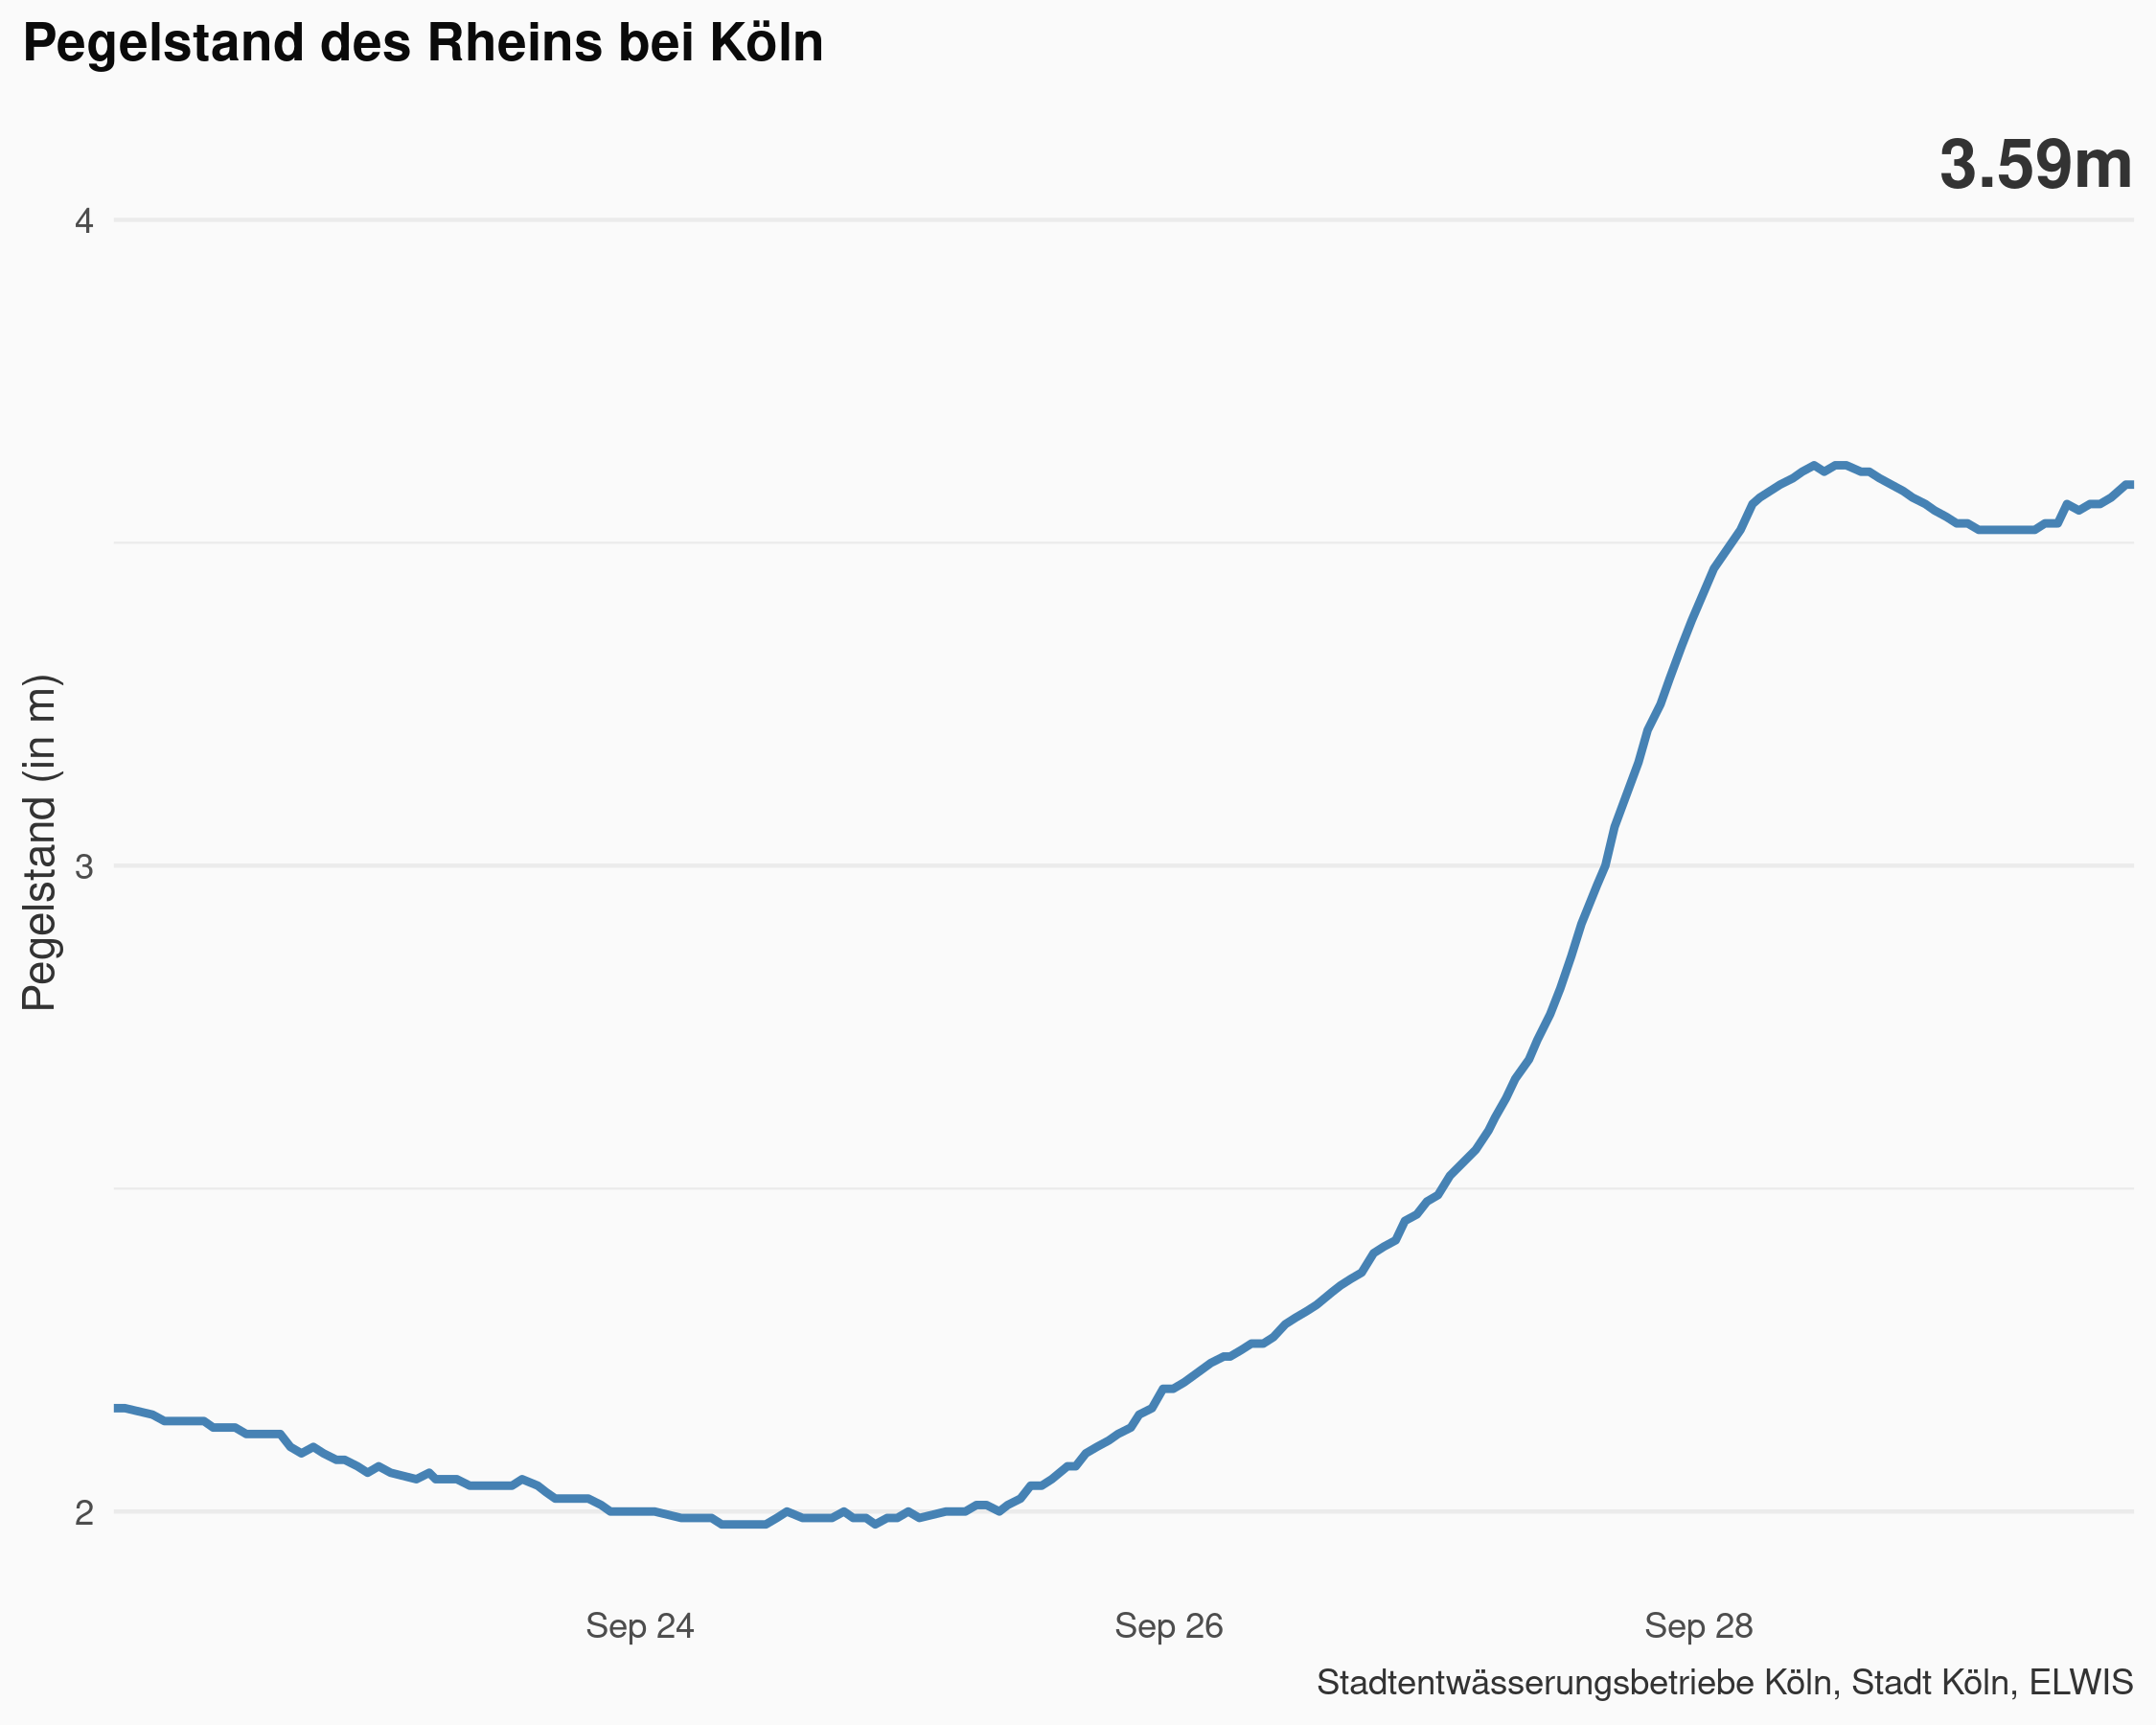 Pegelstand des Rheins bei Köln
3.59m
4
3
2
Pegelstand (in m)
Sep 24
Sep 26
Sep 28
Stadtentwässerungsbetriebe Köln, Stadt Köln, ELWIS